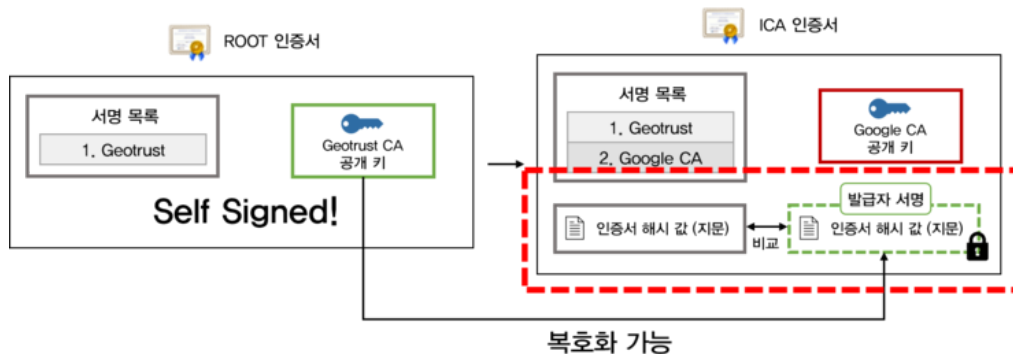 ROOT 인증서
서명 목록
1. Geotrust
Geotrust CA
공개 키
Self Signed!
ICA 인증서
서명 목록
1. Geotrust
2. Google CA
Google CA
공개 키
발급자 서명
인증서 해시 값 (지문)
비교
인증서 해시 값 (지문)
복호화 가능